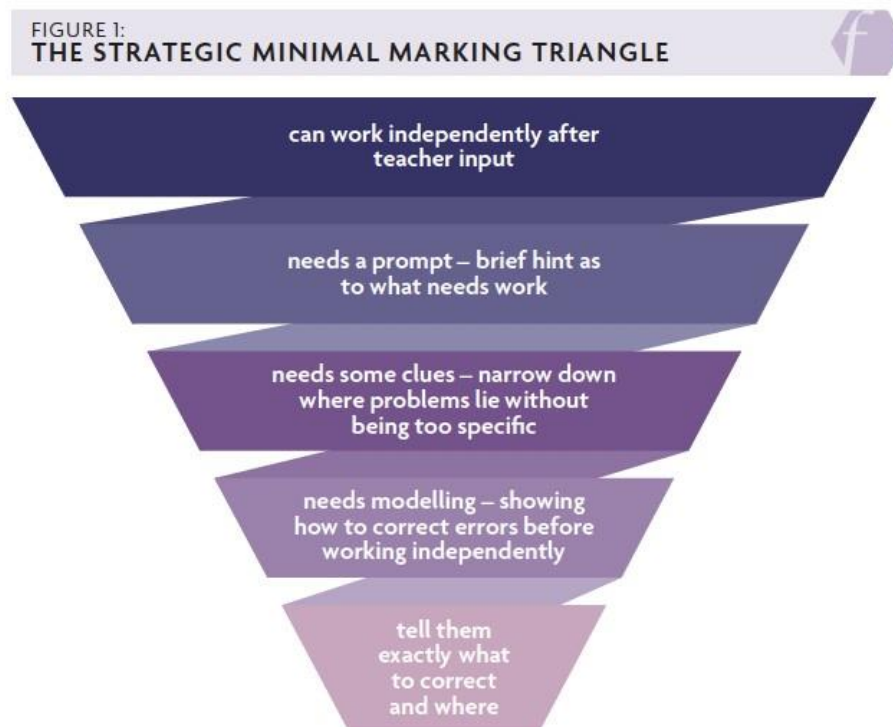 FIGURE 1:
THE STRATEGIC MINIMAL MARKING TRIANGLE
f
can work independently after
teacher input
needs a prompt – brief hint as
to what needs work
needs some clues – narrow down
where problems lie without
being too specific
needs modelling – showing
how to correct errors before
working independently
tell them
exactly what
to correct
and where